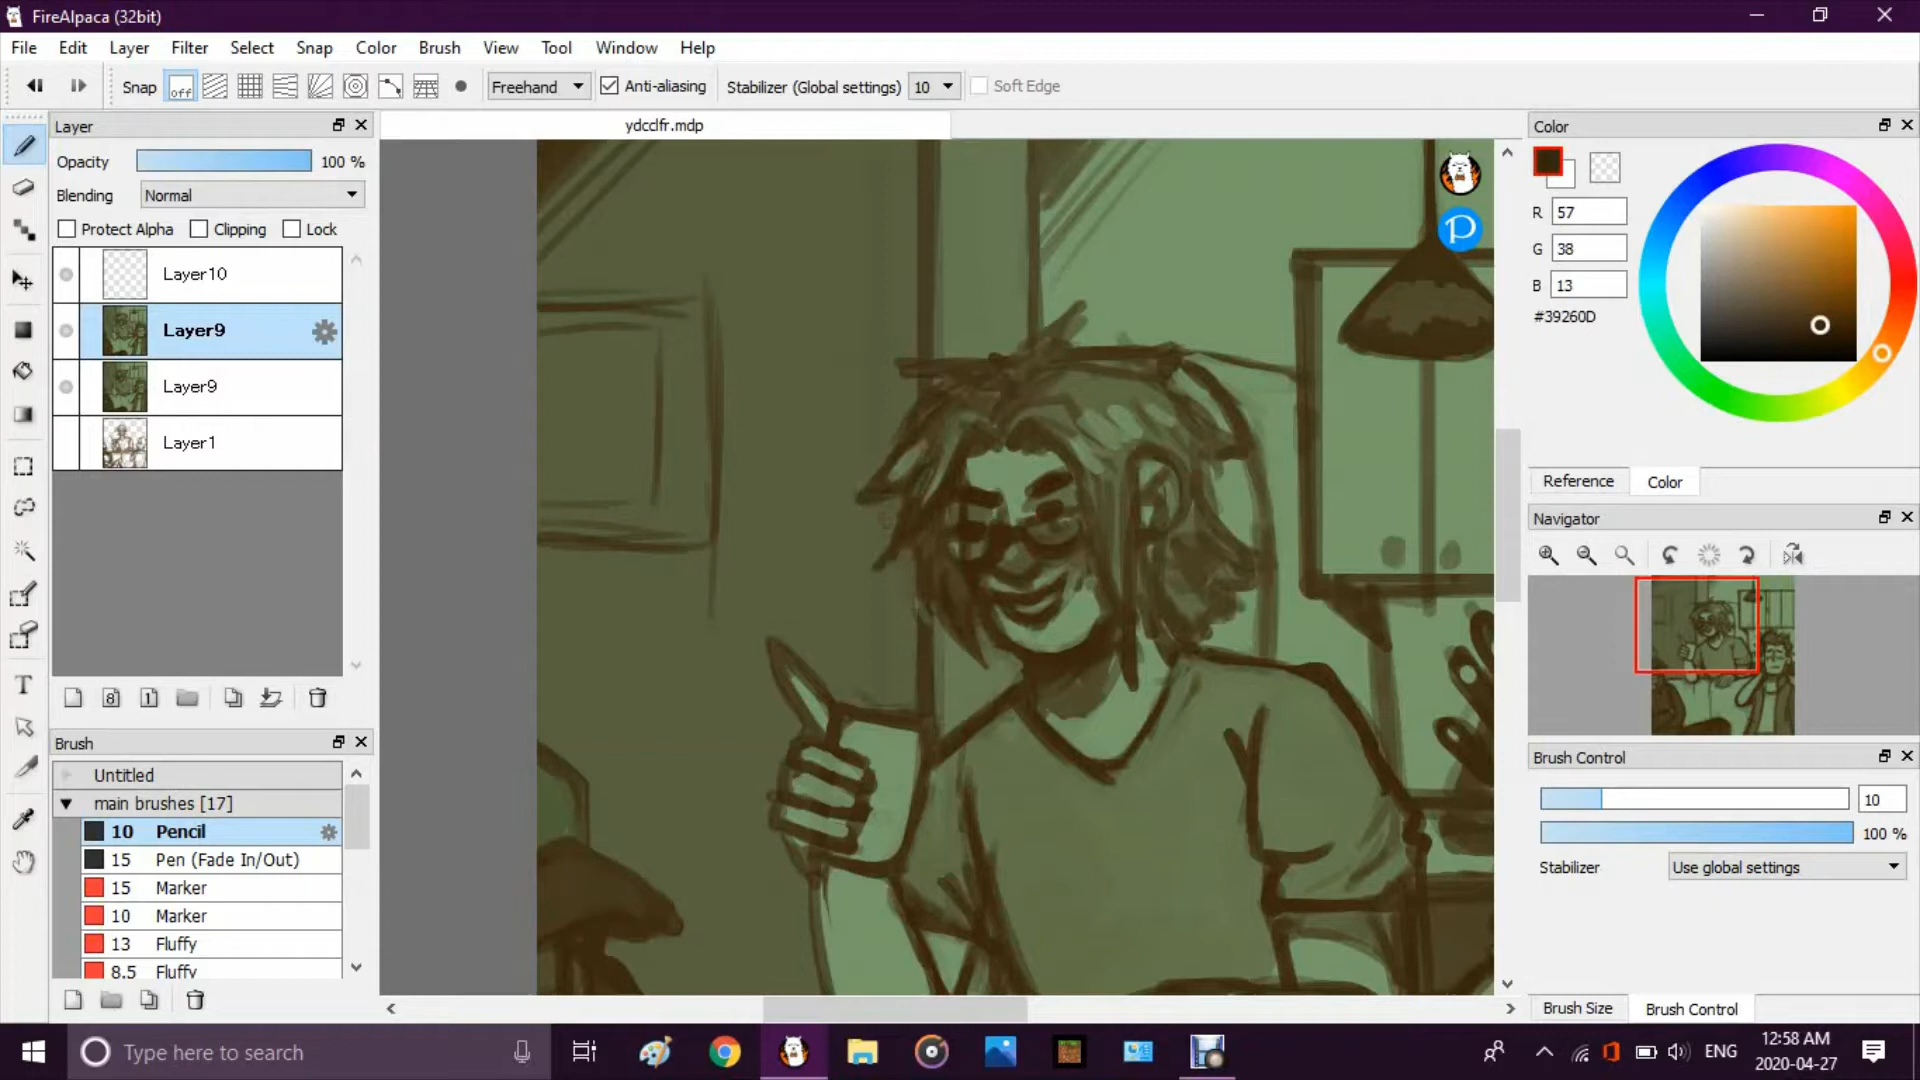 FireAlpaca (32bit)
File Edit Layer Filter Select Snap Color Brush View Tool Window Help
Snap off Freehand Anti-aliasing Stabilizer (Global settings) 10 Soft Edge
Layer
ydcclfr.mdp
Color
Opacity 100 %
Blending Normal
Protect Alpha Clipping Lock
Layer10
Layer9
Layer9
Layer1
P
R 57
G 38
B 13
#39260D
Reference Color
Navigator
8 1
Brush
Untitled
main brushes [17]
10 Pencil
15 Pen (Fade In/Out)
15 Marker
10 Marker
13 Fluffy
8.5 Fluffy
T
Brush Control
10
100 %
Stabilizer Use global settings
Brush Size Brush Control
Type here to search
ENG
12:58 AM
2020-04-27